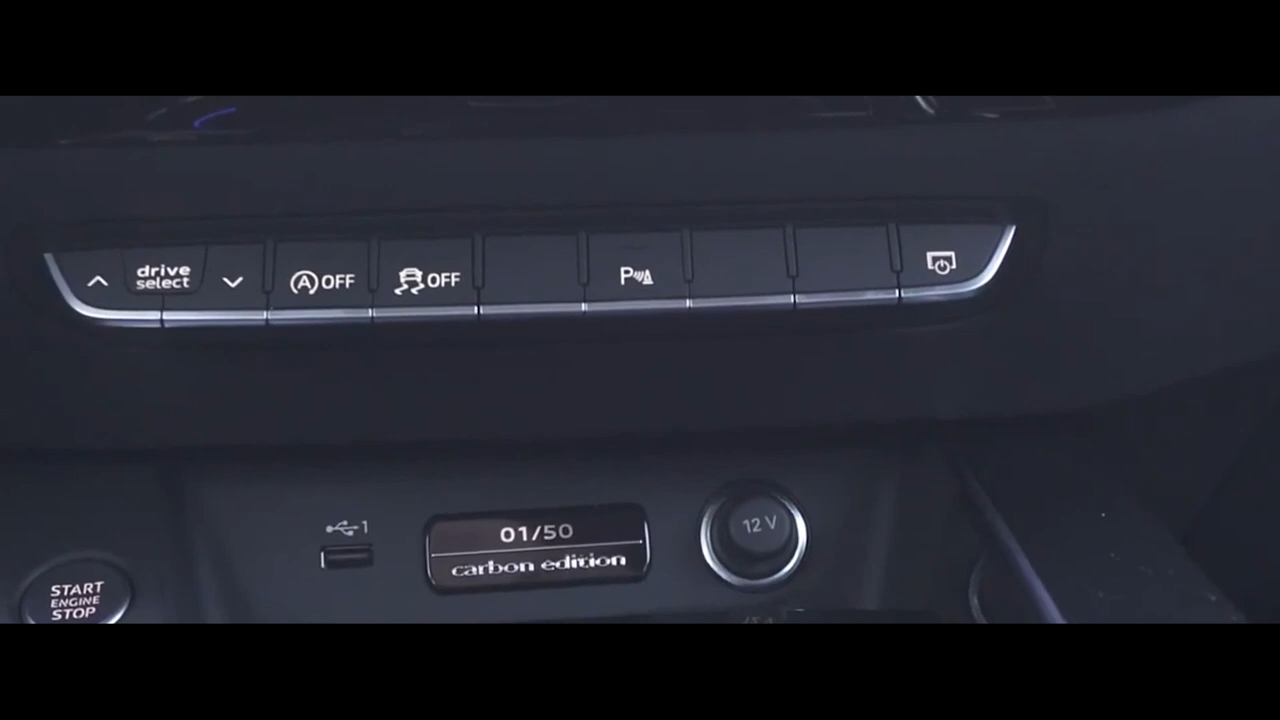 drive
select
OFF
OFF
P
1
01/50
carbon edition
12 V
START
ENGINE
STOP